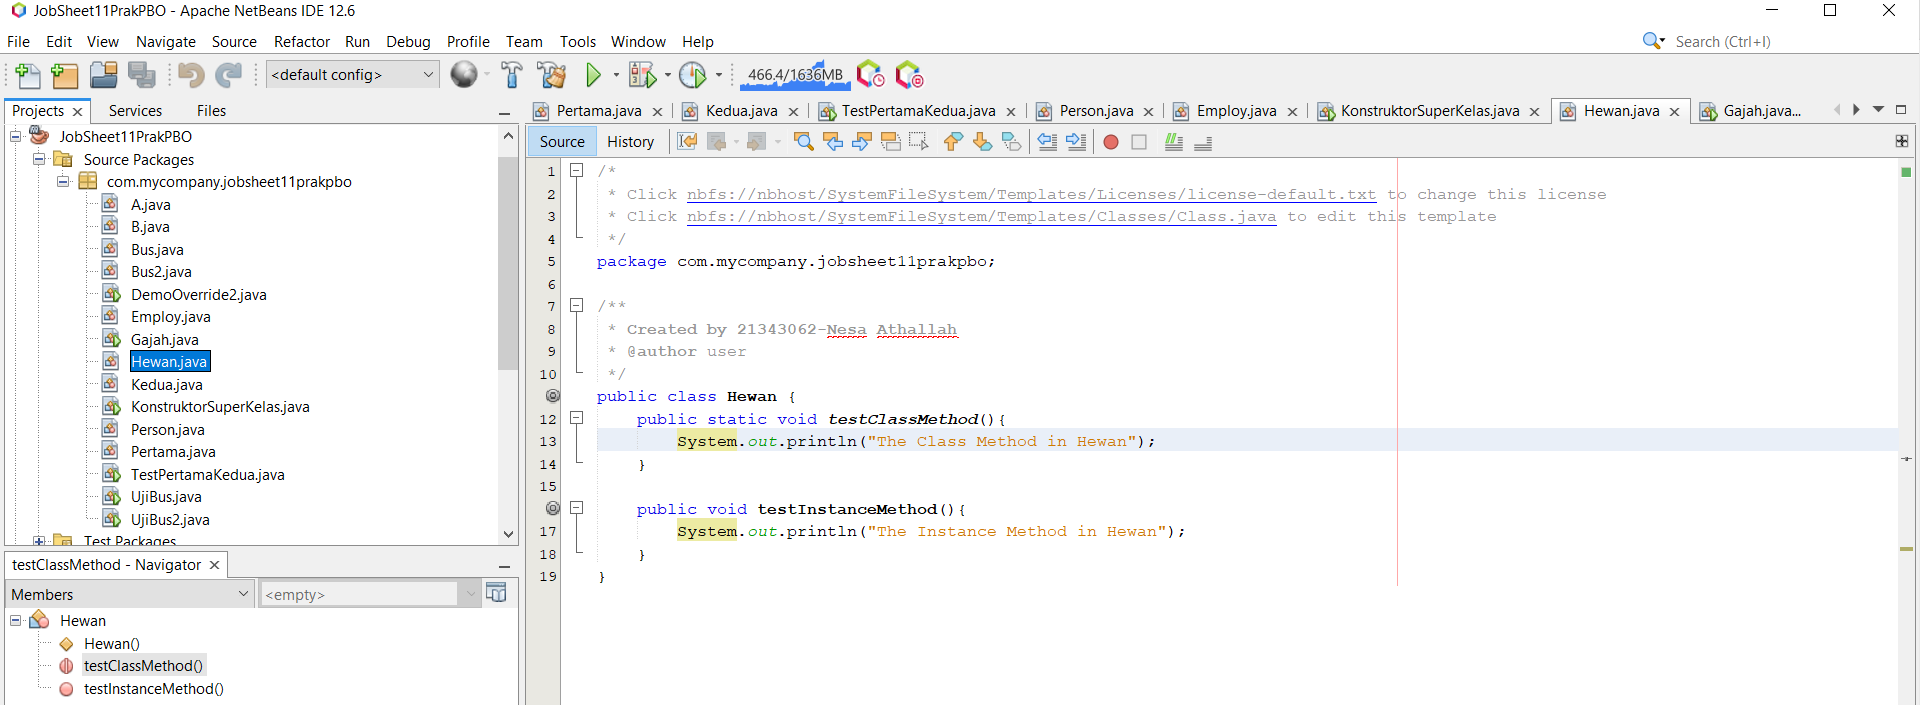 JobSheet11PrakPBO - Apache NetBeans IDE 12.6
File Edit View Navigate Source Refactor Run Debug Profile Team Tools Window Help
Search (Ctrl+I)
<default config>
466.4/1636MB
Projects Services Files
JobSheet11PrakPBO
Source Packages
com.mycompany.jobsheet11prakpbo
A.java
B.java
Bus.java
Bus2.java
DemoOverride2.java
Employ.java
Gajah.java
Hewan.java
Kedua.java
KonstruktorSuperKelas.java
Person.java
Pertama.java
TestPertamaKedua.java
UjiBus.java
UjiBus2.java
Test Packages
testClassMethod - Navigator
Members
<empty>
Hewan
Hewan()
testClassMethod()
testInstanceMethod()
Pertama.java Kedua.java TestPertamaKedua.java Person.java Employ.java KonstruktorSuperKelas.java Hewan.java Gajah.java...
Source History
1 /*
2 * Click nbfs://nbhost/SystemFileSystem/Templates/Licenses/license-default.txt to change this license
3 * Click nbfs://nbhost/SystemFileSystem/Templates/Classes/Class.java to edit this template
4 */
5 package com.mycompany.jobsheet11prakpbo;
6
7 /**
8 * Created by 21343062-Nesa Athallah
9 * @author user
10 */
public class Hewan {
12 public static void testClassMethod(){
13 System.out.println("The Class Method in Hewan");
14 }
15
public void testInstanceMethod(){
17 System.out.println("The Instance Method in Hewan");
18 }
19 }